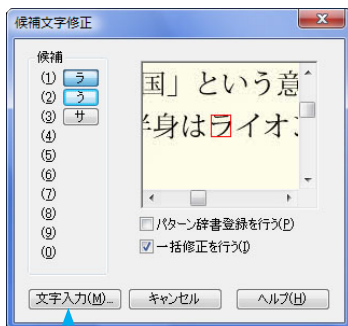 候補文字修正
候補
(1) ラ
(2) う
(3) サ
(4)
(5)
(6)
(7)
(8)
(9)
(0)
国」という意
半身はライオン
パターン辞書登録を行う(P)
一括修正を行う(I)
文字入力(M)...
キャンセル
ヘルプ(H)